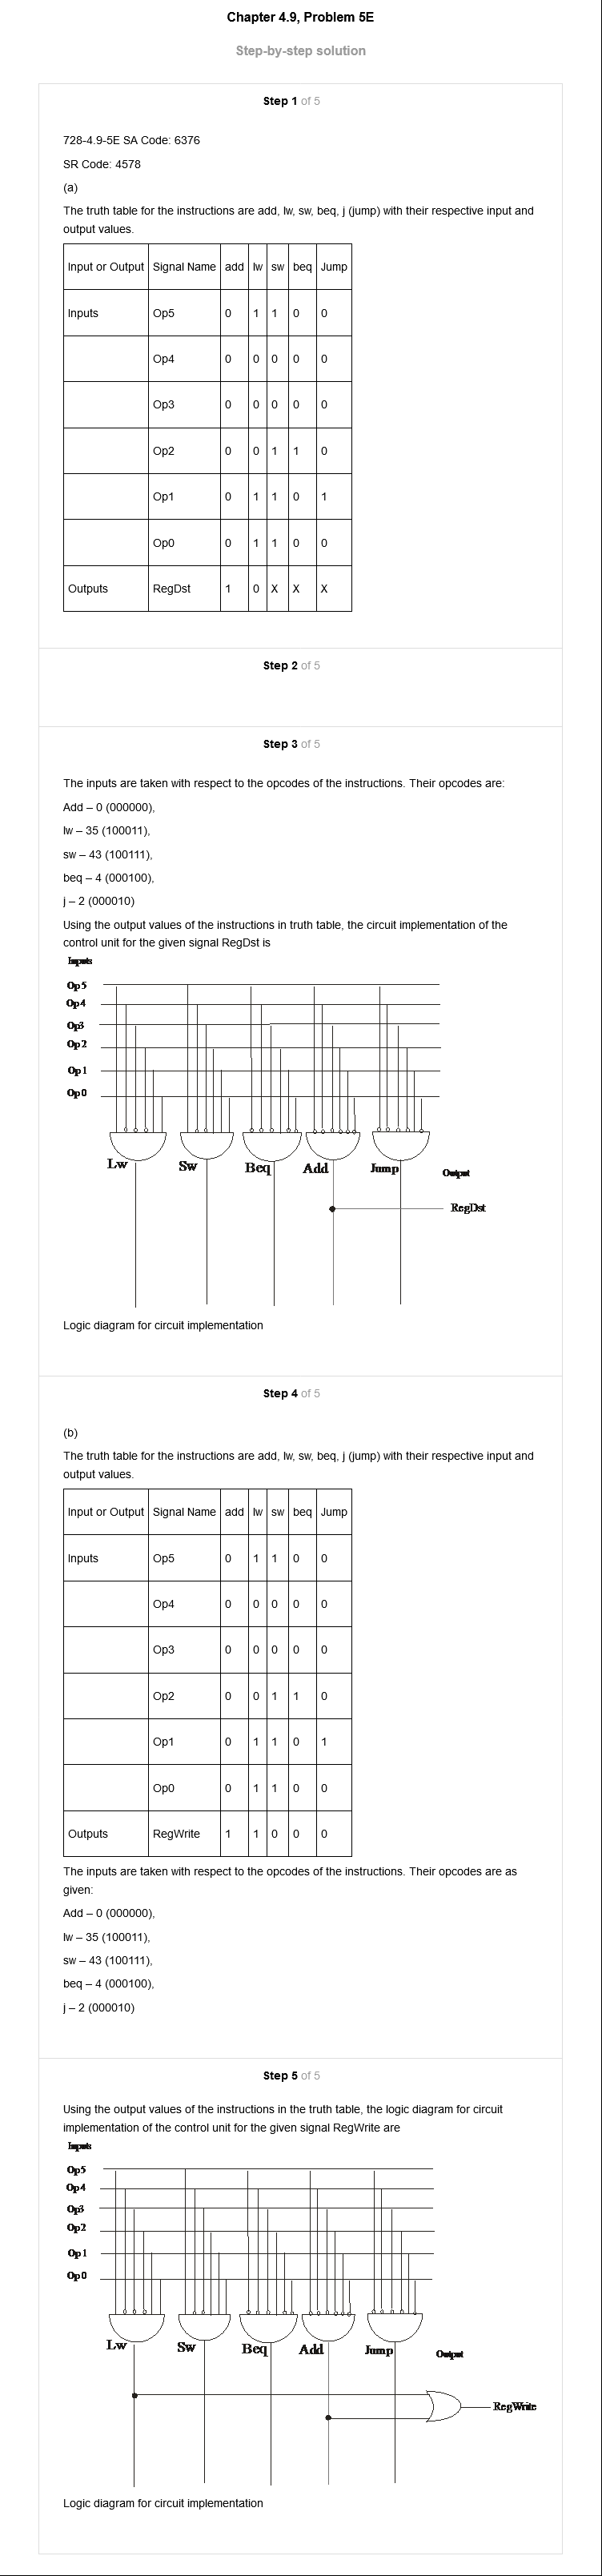 Chapter 4.9, Problem 5E
Step-by-step solution
Step 1 of 5
728-4.9-5E SA Code: 6376
SR Code: 4578
(a)
The truth table for the instructions are add, lw, sw, beq, j (jump) with their respective input and
output values.
Input or Output Signal Name add lw sw beq Jump
Inputs Op5 0 1 1 0 0
Op4 0 0 0 0 0
Op3 0 0 0 0 0
Op2 0 0 1 1 0
Op1 0 1 1 0 1
Op0 0 1 1 0 0
Outputs RegDst 1 0 X X X
Step 2 of 5
Step 3 of 5
The inputs are taken with respect to the opcodes of the instructions. Their opcodes are:
Add – 0 (000000),
lw – 35 (100011),
sw – 43 (100111),
beq – 4 (000100),
j – 2 (000010)
Using the output values of the instructions in truth table, the circuit implementation of the
control unit for the given signal RegDst is
Inputs
Op5
Op4
Op3
Op2
Op1
Op0
Lw Sw Beq Add Jump
Output
RegDst
Logic diagram for circuit implementation
Step 4 of 5
(b)
The truth table for the instructions are add, lw, sw, beq, j (jump) with their respective input and
output values.
Input or Output Signal Name add lw sw beq Jump
Inputs Op5 0 1 1 0 0
Op4 0 0 0 0 0
Op3 0 0 0 0 0
Op2 0 0 1 1 0
Op1 0 1 1 0 1
Op0 0 1 1 0 0
Outputs RegWrite 1 1 0 0 0
The inputs are taken with respect to the opcodes of the instructions. Their opcodes are as
given:
Add – 0 (000000),
lw – 35 (100011),
sw – 43 (100111),
beq – 4 (000100),
j – 2 (000010)
Step 5 of 5
Using the output values of the instructions in the truth table, the logic diagram for circuit
implementation of the control unit for the given signal RegWrite are
Inputs
Op5
Op4
Op3
Op2
Op1
Op0
Lw Sw Beq Add Jump
Output
RegWrite
Logic diagram for circuit implementation